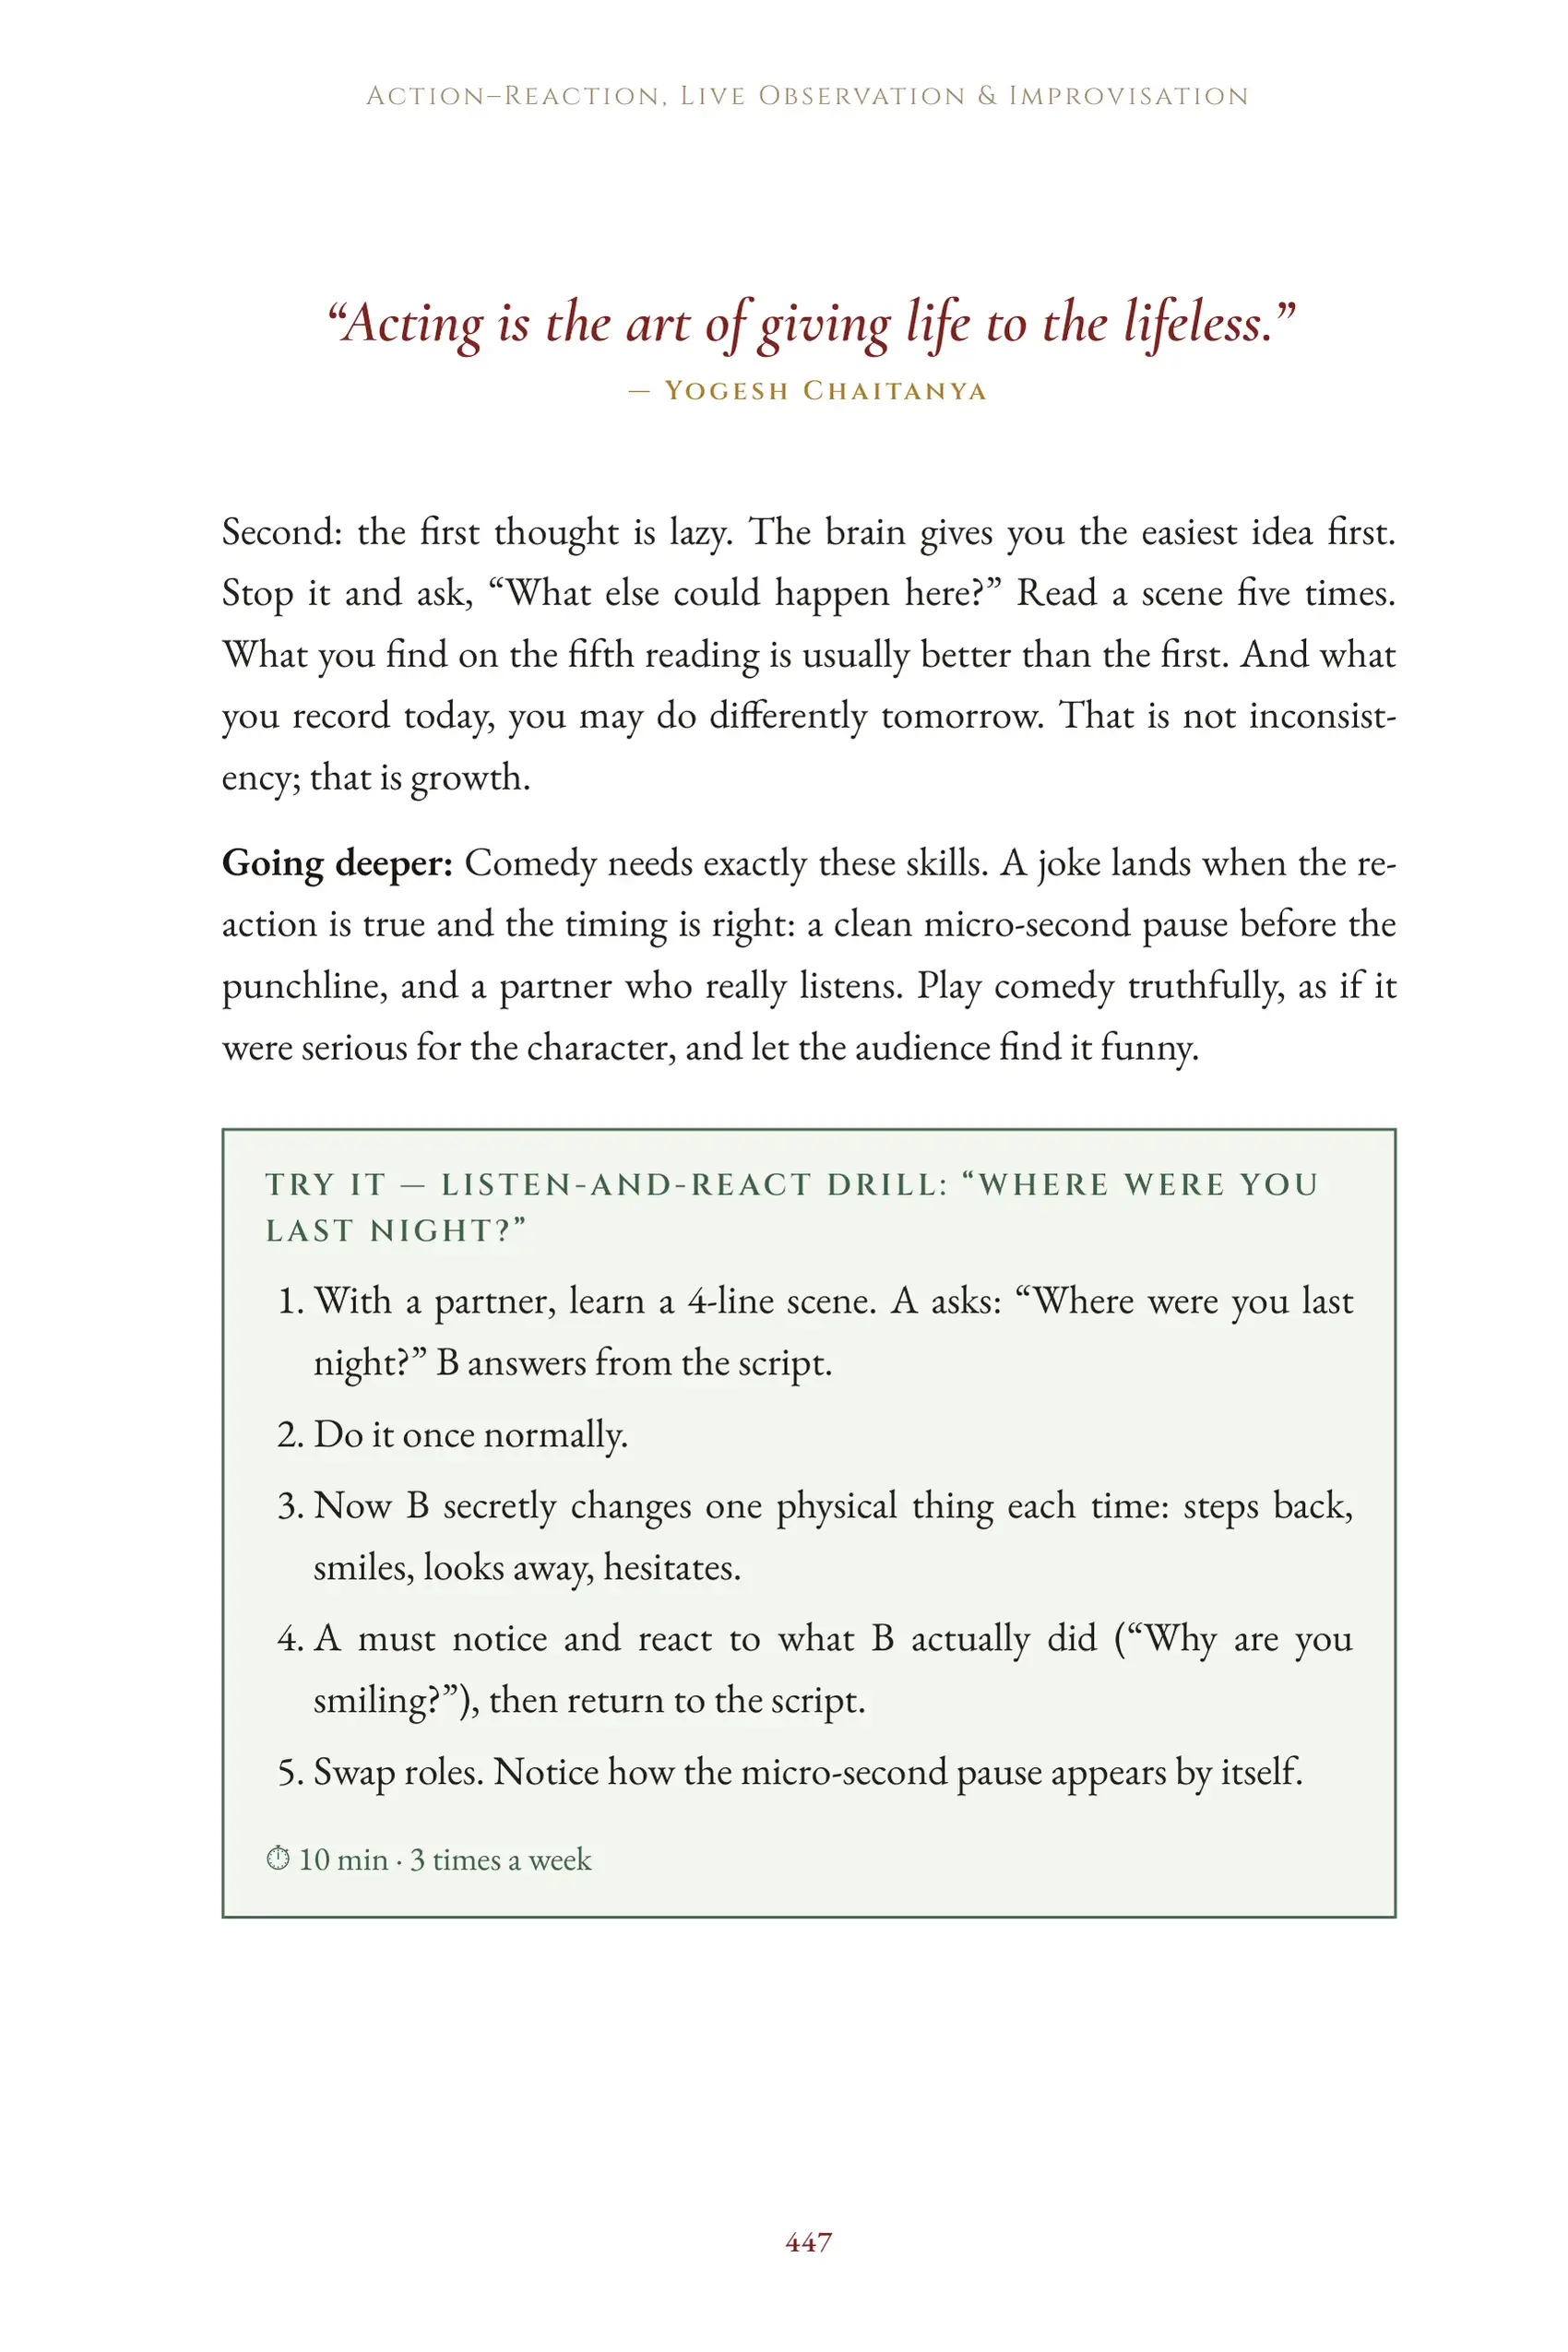 Action–Reaction, Live Observation & Improvisation
“Acting is the art of giving life to the lifeless.”
— Yogesh Chaitanya
Second: the first thought is lazy. The brain gives you the easiest idea first.
Stop it and ask, “What else could happen here?” Read a scene five times.
What you find on the fifth reading is usually better than the first. And what
you record today, you may do differently tomorrow. That is not inconsist-
ency; that is growth.
Going deeper: Comedy needs exactly these skills. A joke lands when the re-
action is true and the timing is right: a clean micro-second pause before the
punchline, and a partner who really listens. Play comedy truthfully, as if it
were serious for the character, and let the audience find it funny.
TRY IT — LISTEN-AND-REACT DRILL: “WHERE WERE YOU
LAST NIGHT?”
1. With a partner, learn a 4-line scene. A asks: “Where were you last
night?” B answers from the script.
2. Do it once normally.
3. Now B secretly changes one physical thing each time: steps back,
smiles, looks away, hesitates.
4. A must notice and react to what B actually did (“Why are you
smiling?”), then return to the script.
5. Swap roles. Notice how the micro-second pause appears by itself.
⏱ 10 min · 3 times a week
447